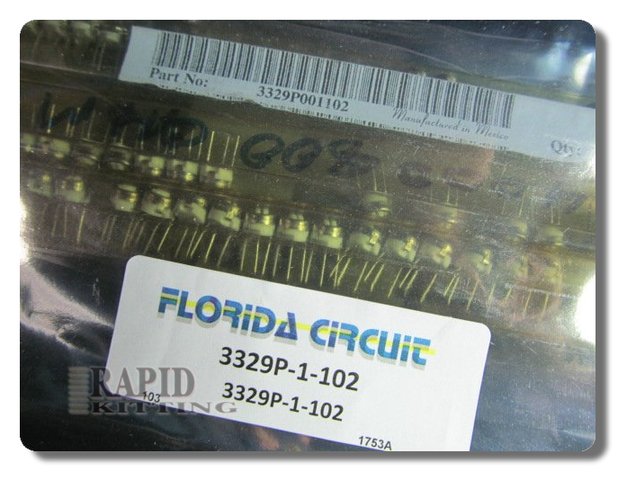 Part No:
3329P001102
Manufactured in Mexico
Qty:
FLORIDA CIRCUIT
3329P-1-102
3329P-1-102
103
1753A
RAPID
KITTING